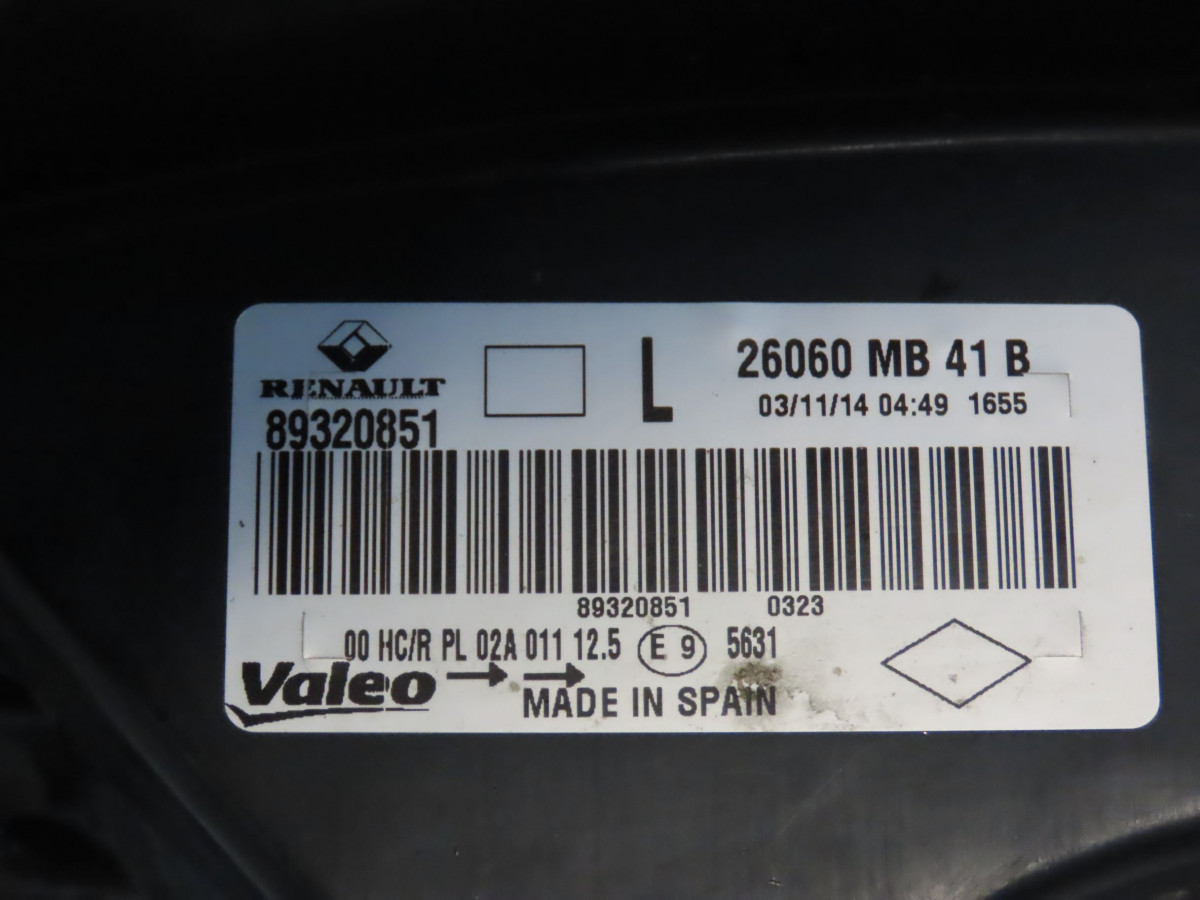 RENAULT
L
26060 MB 41 B
89320851
03/11/14 04:49 1655
89320851 0323
00 HC/R PL 02A 011 12.5 E 9 5631
Valeo
MADE IN SPAIN